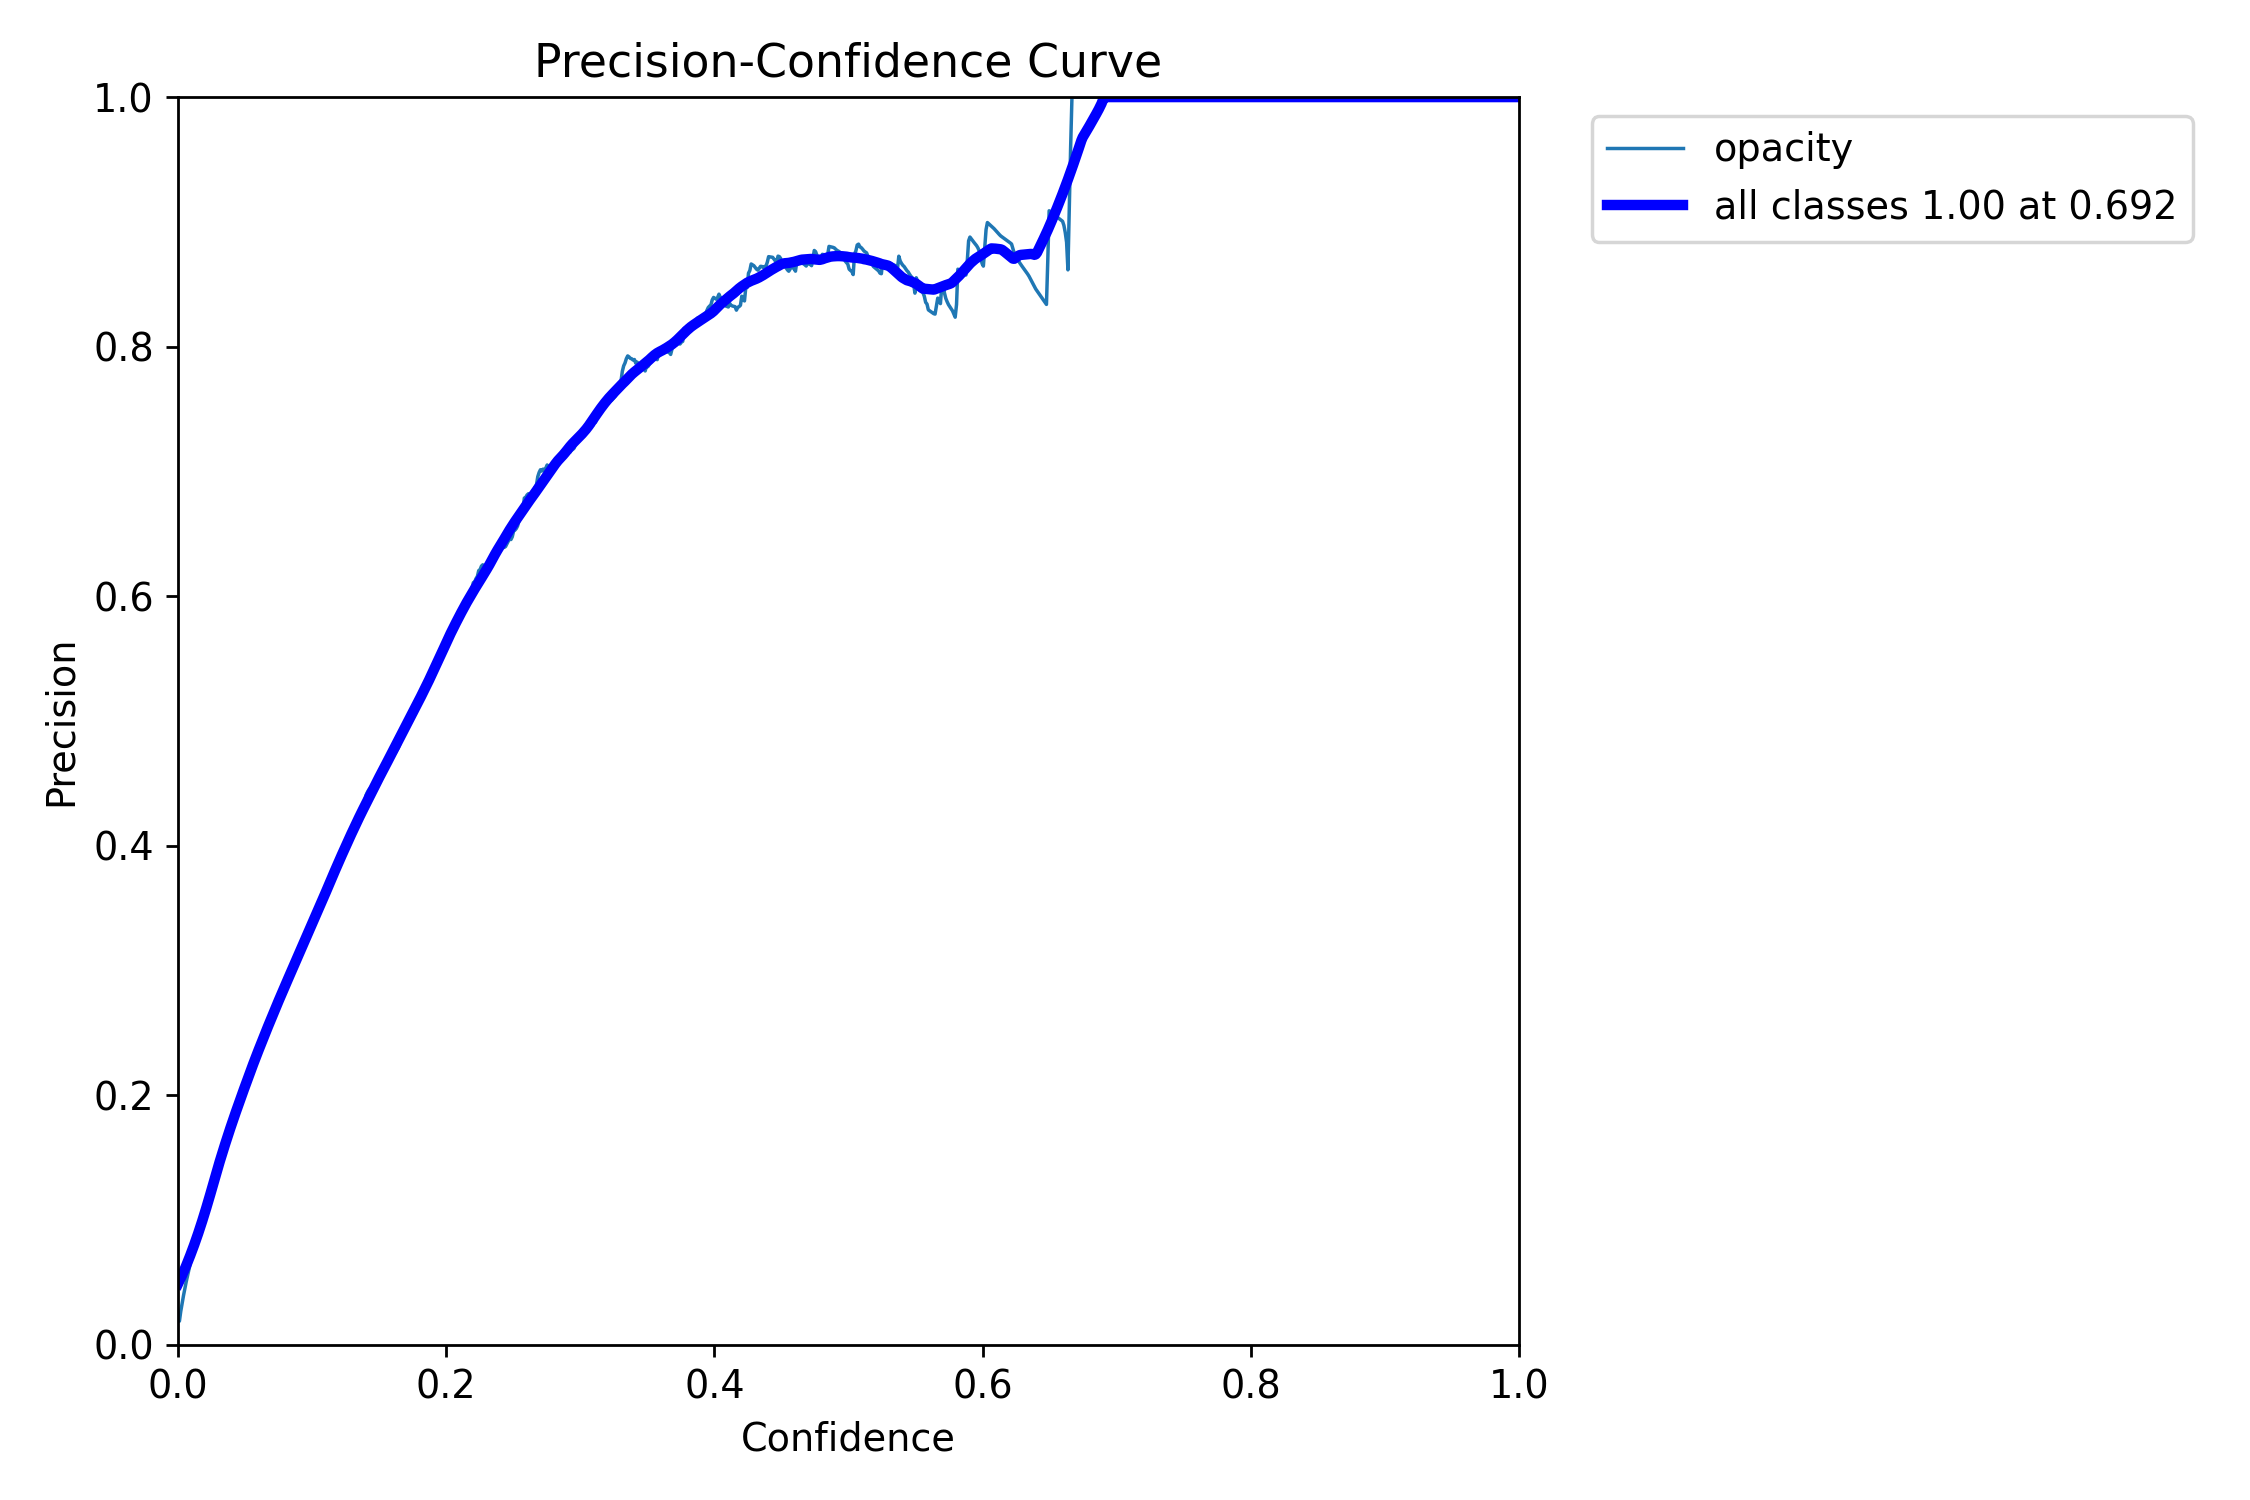 Precision-Confidence Curve
1.0
0.8
0.6
0.4
0.2
0.0
Precision
0.0 0.2 0.4 0.6 0.8 1.0
Confidence
opacity
all classes 1.00 at 0.692